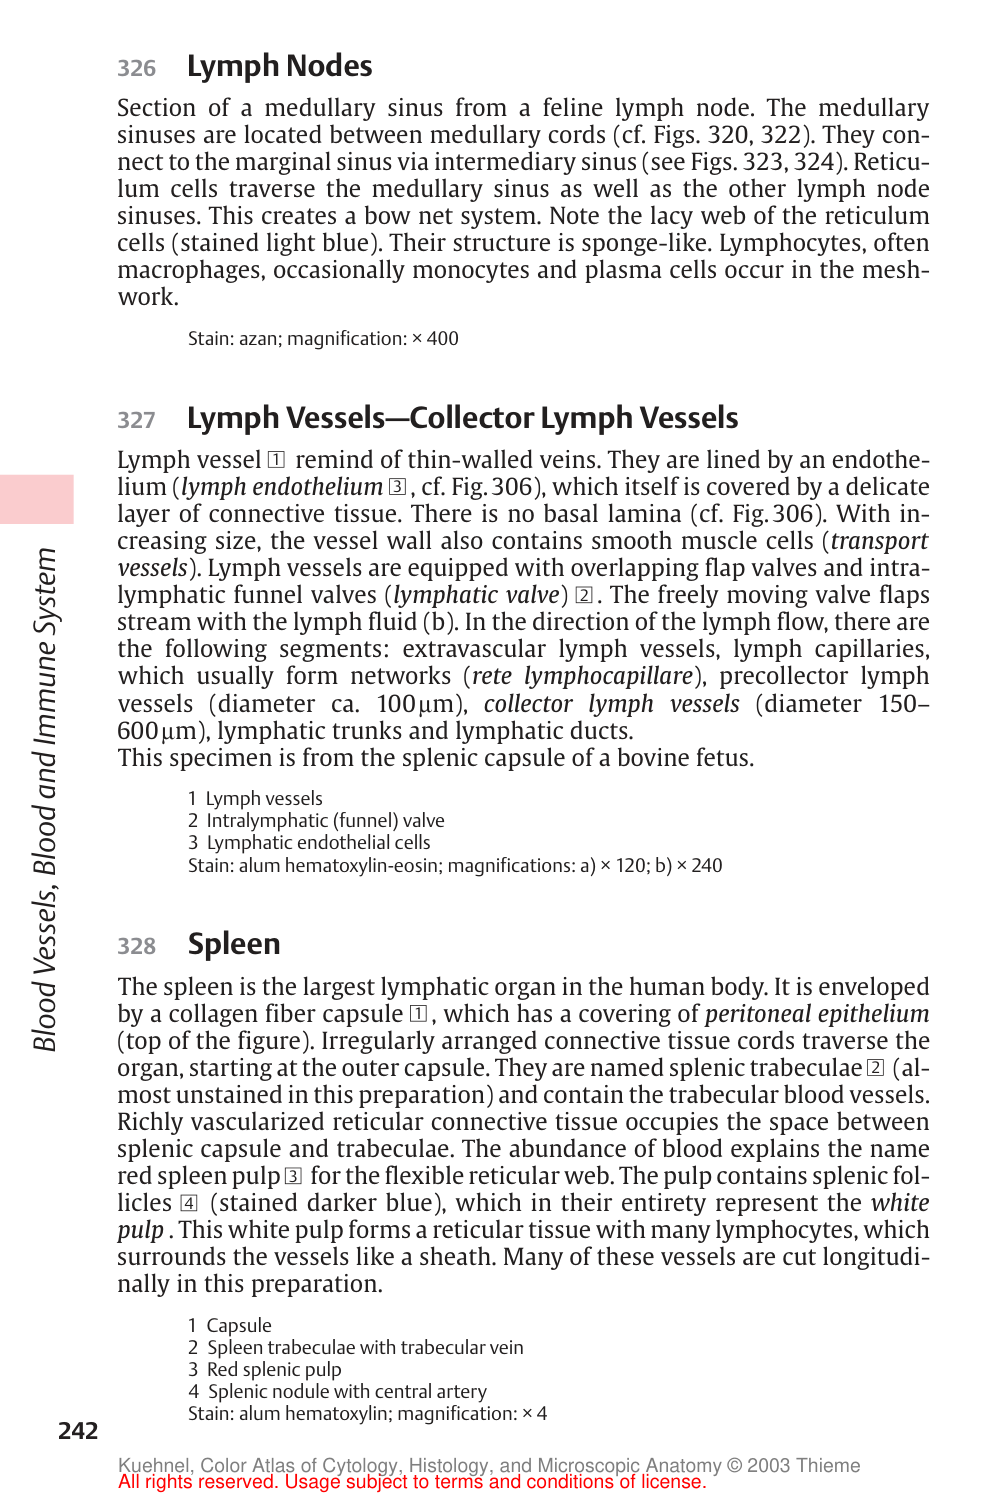 326 Lymph Nodes
Section of a medullary sinus from a feline lymph node. The medullary
sinuses are located between medullary cords (cf. Figs. 320, 322). They con-
nect to the marginal sinus via intermediary sinus (see Figs. 323, 324). Reticu-
lum cells traverse the medullary sinus as well as the other lymph node
sinuses. This creates a bow net system. Note the lacy web of the reticulum
cells (stained light blue). Their structure is sponge-like. Lymphocytes, often
macrophages, occasionally monocytes and plasma cells occur in the mesh-
work.
Stain: azan; magnification: × 400
327 Lymph Vessels—Collector Lymph Vessels
Lymph vessel 1 remind of thin-walled veins. They are lined by an endothe-
lium (lymph endothelium 3, cf. Fig. 306), which itself is covered by a delicate
layer of connective tissue. There is no basal lamina (cf. Fig. 306). With in-
creasing size, the vessel wall also contains smooth muscle cells (transport
vessels). Lymph vessels are equipped with overlapping flap valves and intra-
lymphatic funnel valves (lymphatic valve) 2. The freely moving valve flaps
stream with the lymph fluid (b). In the direction of the lymph flow, there are
the following segments: extravascular lymph vessels, lymph capillaries,
which usually form networks (rete lymphocapillare), precollector lymph
vessels (diameter ca. 100 µm), collector lymph vessels (diameter 150–
600 µm), lymphatic trunks and lymphatic ducts.
This specimen is from the splenic capsule of a bovine fetus.
1 Lymph vessels
2 Intralymphatic (funnel) valve
3 Lymphatic endothelial cells
Stain: alum hematoxylin-eosin; magnifications: a) × 120; b) × 240
Blood Vessels, Blood and Immune System
328 Spleen
The spleen is the largest lymphatic organ in the human body. It is enveloped
by a collagen fiber capsule 1, which has a covering of peritoneal epithelium
(top of the figure). Irregularly arranged connective tissue cords traverse the
organ, starting at the outer capsule. They are named splenic trabeculae 2 (al-
most unstained in this preparation) and contain the trabecular blood vessels.
Richly vascularized reticular connective tissue occupies the space between
splenic capsule and trabeculae. The abundance of blood explains the name
red spleen pulp 3 for the flexible reticular web. The pulp contains splenic fol-
licles 4 (stained darker blue), which in their entirety represent the white
pulp . This white pulp forms a reticular tissue with many lymphocytes, which
surrounds the vessels like a sheath. Many of these vessels are cut longitudi-
nally in this preparation.
1 Capsule
2 Spleen trabeculae with trabecular vein
3 Red splenic pulp
4 Splenic nodule with central artery
Stain: alum hematoxylin; magnification: × 4
242
Kuehnel, Color Atlas of Cytology, Histology, and Microscopic Anatomy © 2003 Thieme
All rights reserved. Usage subject to terms and conditions of license.